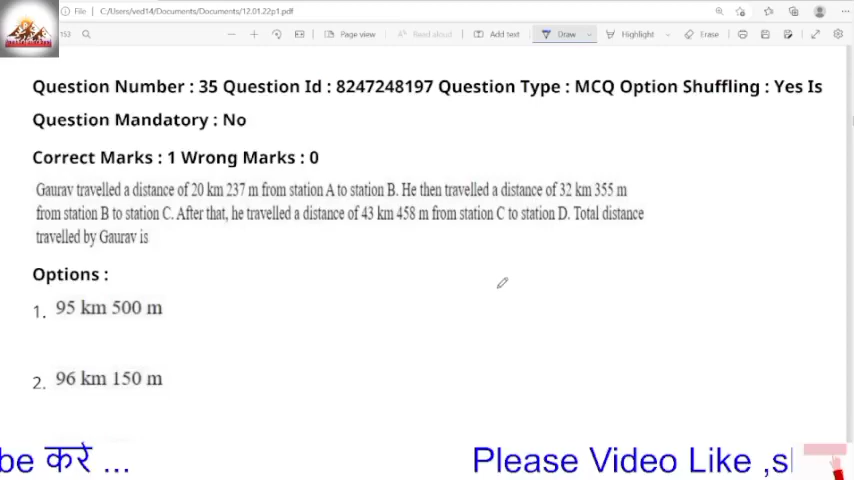 File | C:/Users/ved14/Documents/Documents/12.01.22p1.pdf
153 Page view Read aloud Add text Draw Highlight Erase
Question Number : 35 Question Id : 8247248197 Question Type : MCQ Option Shuffling : Yes Is
Question Mandatory : No
Correct Marks : 1 Wrong Marks : 0
Gaurav travelled a distance of 20 km 237 m from station A to station B. He then travelled a distance of 32 km 355 m
from station B to station C. After that, he travelled a distance of 43 km 458 m from station C to station D. Total distance
travelled by Gaurav is
Options :
1. 95 km 500 m
2. 96 km 150 m
be करे ... Please Video Like ,s